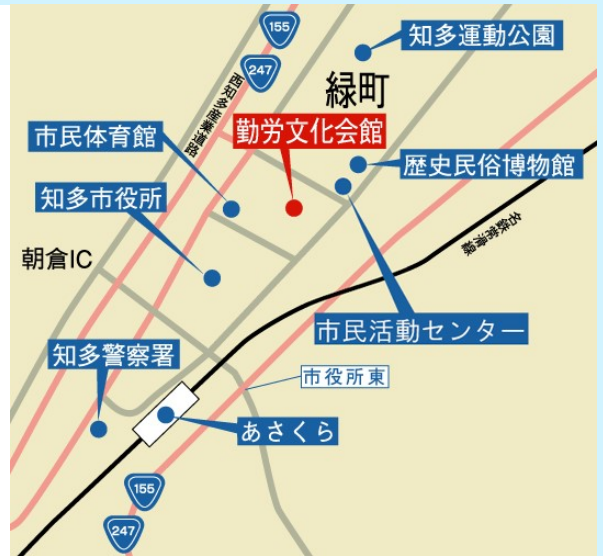 155
知多運動公園
247
緑町
西知多産業道路
市民体育館
勤労文化会館
歴史民俗博物館
知多市役所
名鉄常滑線
朝倉IC
市民活動センター
知多警察署
市役所東
あさくら
155
247